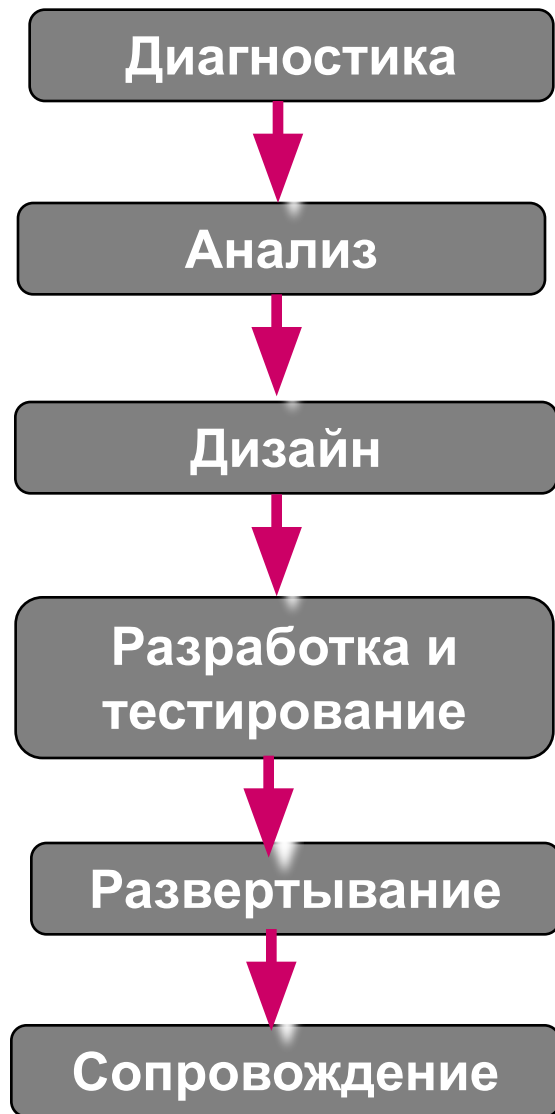 Диагностика
Анализ
Дизайн
Разработка и
тестирование
Развертывание
Сопровождение